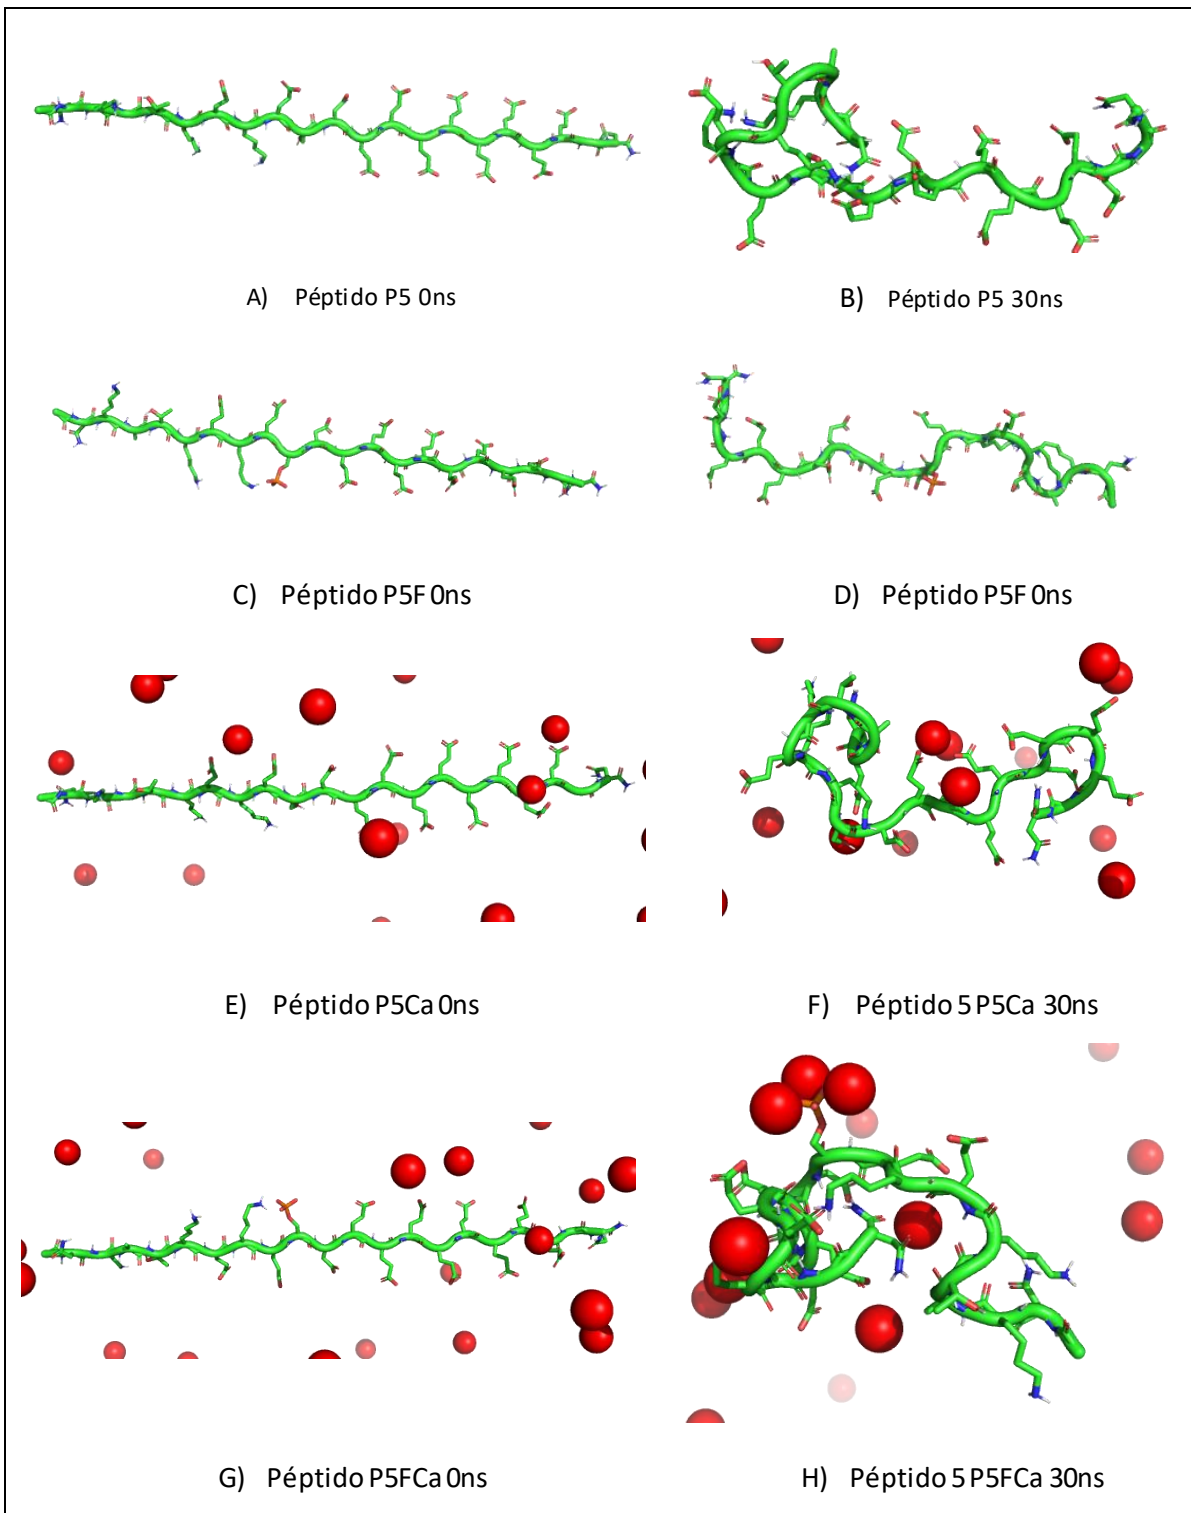 A) Péptido P5 0ns
B) Péptido P5 30ns
C) Péptido P5F 0ns
D) Péptido P5F 0ns
E) Péptido P5Ca 0ns
F) Péptido 5 P5Ca 30ns
G) Péptido P5FCa 0ns
H) Péptido 5 P5FCa 30ns